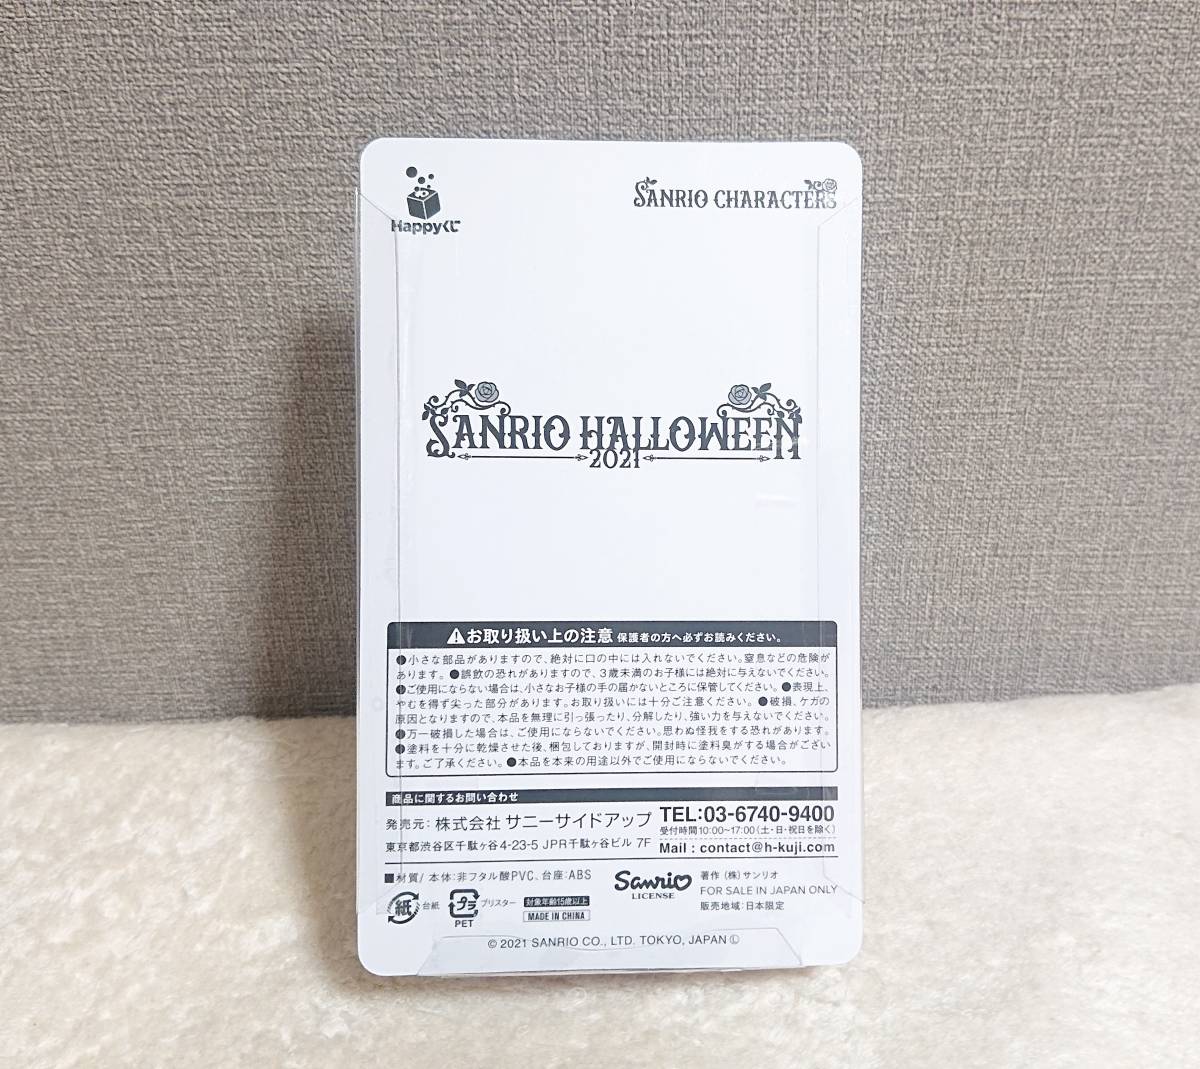 Happyくじ
SANRIO CHARACTERS
SANRIO HALLOWEEN
2021
お取り扱い上の注意 保護者の方へ必ずお読みください。
●小さな部品がありますので、絶対に口の中には入れないでください。窒息などの危険が
あります。●誤飲の恐れがありますので、3歳未満のお子様には絶対に与えないでください。
●ご使用にならない場合は、小さなお子様の手の届かないところに保管してください。●表現上、
やむを得ず尖った部分があります。お取り扱いには十分ご注意ください。●破損、ケガの
原因となりますので、本品を無理に引っ張ったり、分解したり、強い力を与えないでください。
●万一破損した場合は、ご使用にならないでください。思わぬ怪我をする恐れがあります。
●塗料を十分に乾燥させた後、梱包しておりますが、開封時に塗料臭がする場合がござい
ます。ご了承ください。●本品を本来の用途以外でご使用にならないでください。
商品に関するお問い合わせ
発売元：株式会社 サニーサイドアップ
東京都渋谷区千駄ヶ谷4-23-5 JPR千駄ヶ谷ビル 7F
TEL:03-6740-9400
受付時間10:00~17:00(土・日・祝日を除く)
Mail : contact@h-kuji.com
■材質/ 本体：非フタル酸PVC、台座：ABS
紙 台紙
プラ ブリスター
PET
対象年齢15歳以上
MADE IN CHINA
Sanrio
LICENSE
著作（株）サンリオ
FOR SALE IN JAPAN ONLY
販売地域：日本限定
© 2021 SANRIO CO., LTD. TOKYO, JAPAN Ⓛ